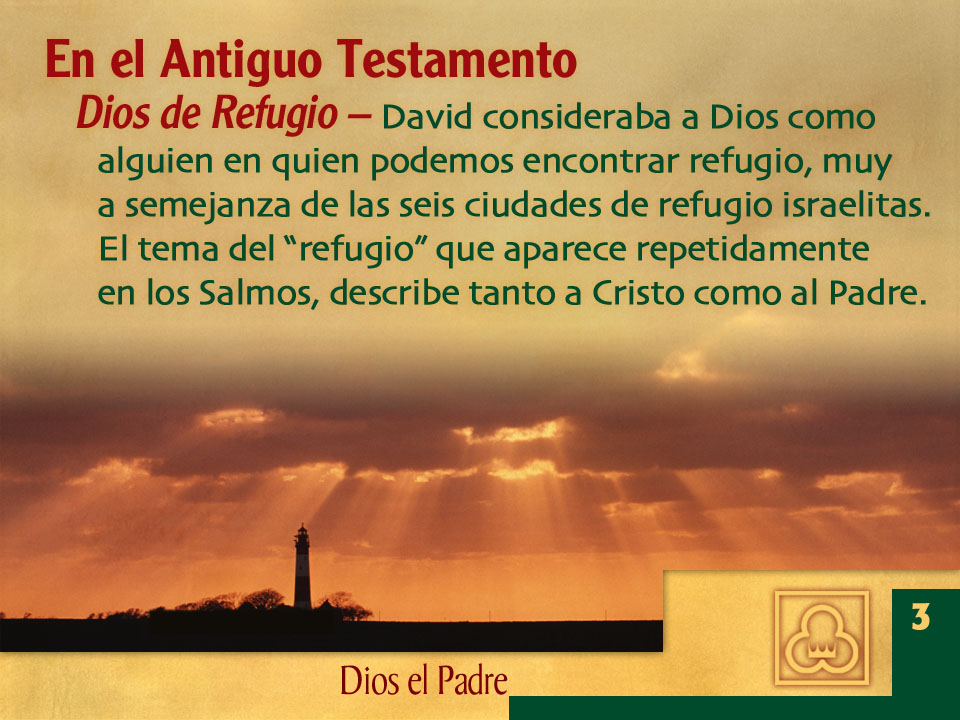 En el Antiguo Testamento
Dios de Refugio – David consideraba a Dios como
alguien en quien podemos encontrar refugio, muy
a semejanza de las seis ciudades de refugio israelitas.
El tema del “refugio” que aparece repetidamente
en los Salmos, describe tanto a Cristo como al Padre.
3
Dios el Padre